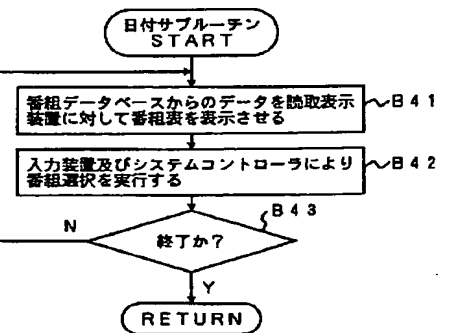 日付サブルーチン
START
番組データベースからのデータを読取表示
装置に対して番組表を表示させる
B41
入力装置及びシステムコントローラにより
番組選択を実行する
B42
B43
N
終了か?
Y
RETURN